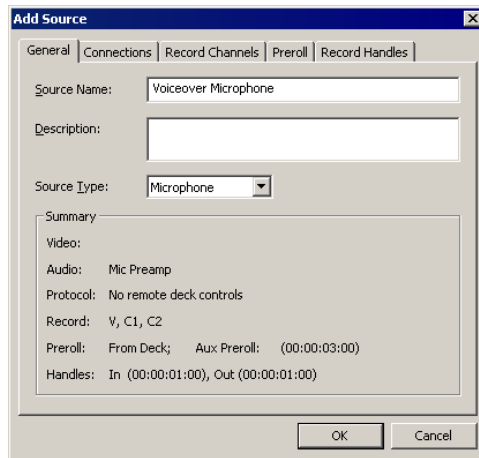 Add Source
General Connections Record Channels Preroll Record Handles
Source Name: Voiceover Microphone
Description:
Source Type: Microphone
Summary
Video:
Audio: Mic Preamp
Protocol: No remote deck controls
Record: V, C1, C2
Preroll: From Deck; Aux Preroll: (00:00:03:00)
Handles: In (00:00:01:00), Out (00:00:01:00)
OK Cancel